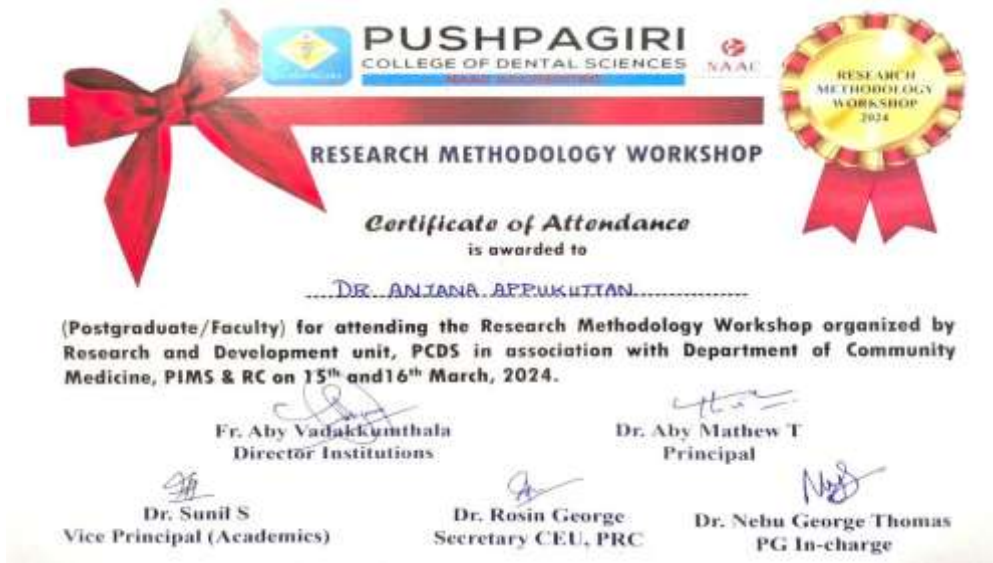 PUSHPAGIRI
COLLEGE OF DENTAL SCIENCES
NAAC
RESEARCH
METHODOLOGY
WORKSHOP
2024
RESEARCH METHODOLOGY WORKSHOP
Certificate of Attendance
is awarded to
DR. ANJANA APPUKUTTAN
(Postgraduate/Faculty) for attending the Research Methodology Workshop organized by
Research and Development unit, PCDS in association with Department of Community
Medicine, PIMS & RC on 15th and16th March, 2024.
Fr. Aby Vadakkumthala
Director Institutions
Dr. Aby Mathew T
Principal
Dr. Sunil S
Vice Principal (Academics)
Dr. Rosin George
Secretary CEU, PRC
Dr. Nebu George Thomas
PG In-charge